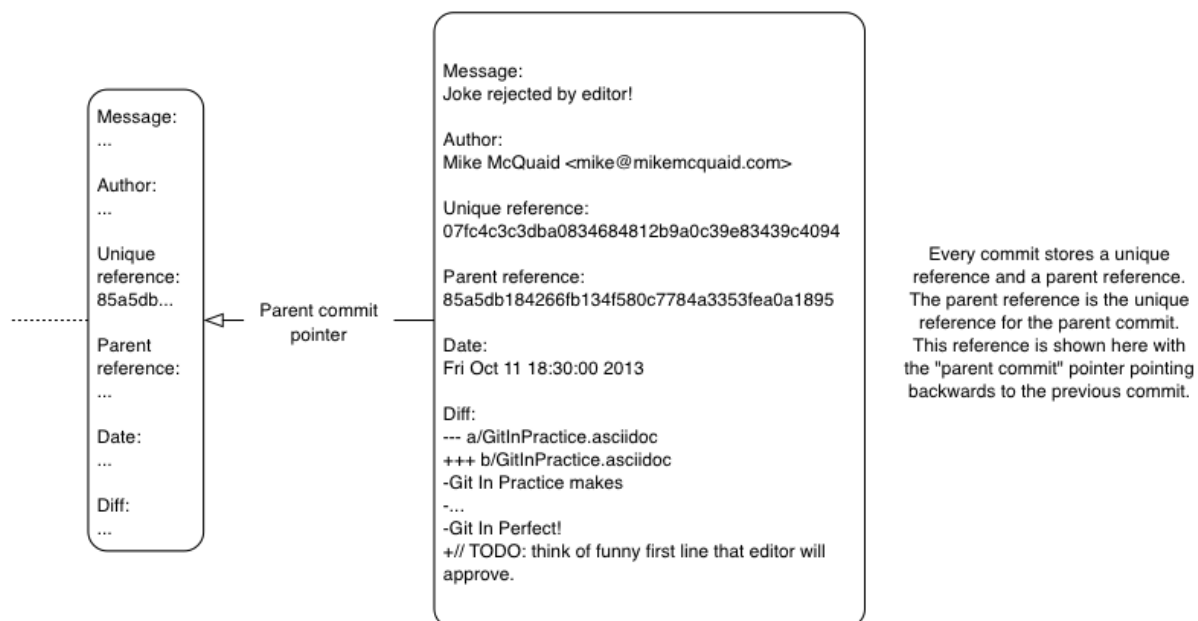 Message:
...
Author:
...
Unique
reference:
85a5db...
Parent
reference:
...
Date:
...
Diff:
...
Parent commit
pointer
Message:
Joke rejected by editor!
Author:
Mike McQuaid <mike@mikemcquaid.com>
Unique reference:
07fc4c3c3dba0834684812b9a0c39e83439c4094
Parent reference:
85a5db184266fb134f580c7784a3353fea0a1895
Date:
Fri Oct 11 18:30:00 2013
Diff:
--- a/GitInPractice.asciidoc
+++ b/GitInPractice.asciidoc
-Git In Practice makes
-...
-Git In Perfect!
+// TODO: think of funny first line that editor will
approve.
Every commit stores a unique
reference and a parent reference.
The parent reference is the unique
reference for the parent commit.
This reference is shown here with
the "parent commit" pointer pointing
backwards to the previous commit.